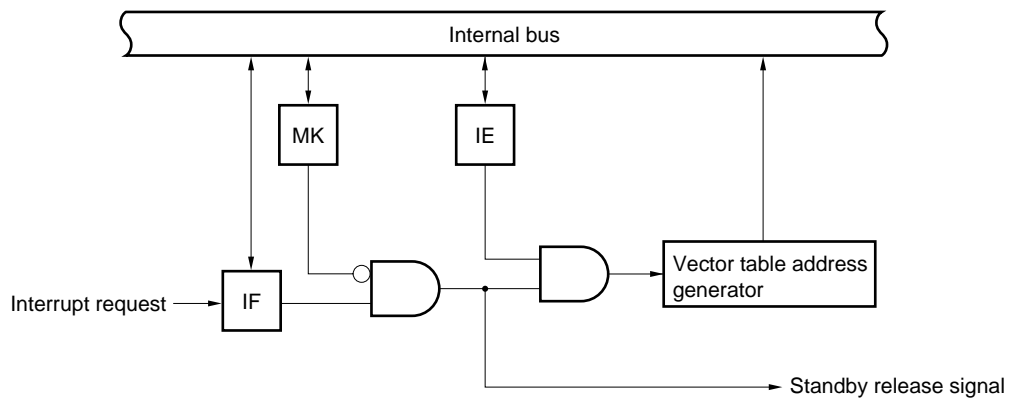 Internal bus
MK
IE
Vector table address
generator
Interrupt request
IF
Standby release signal